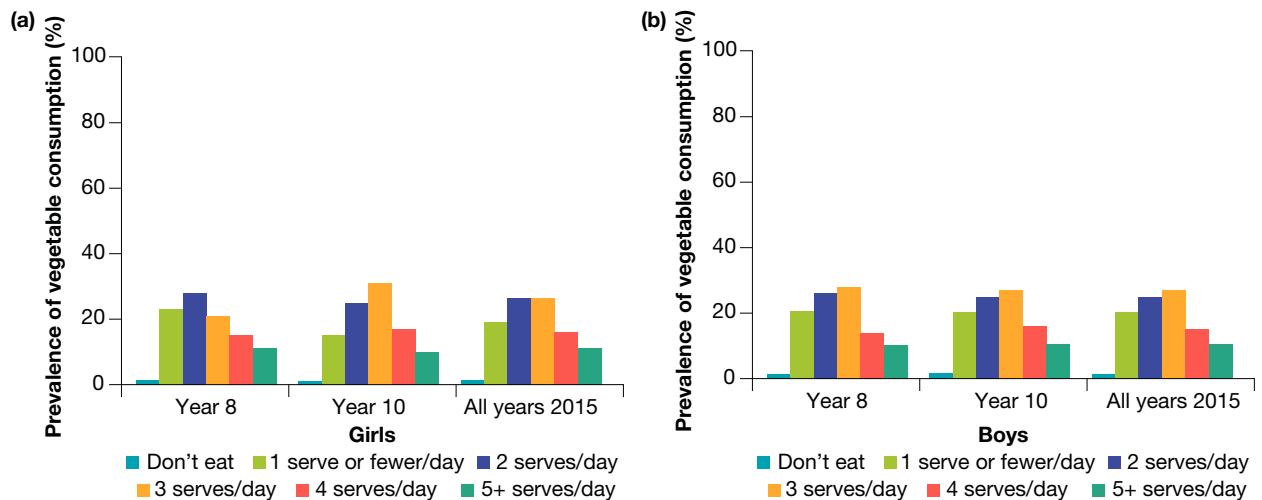 (a)
Prevalence of vegetable consumption (%)
100
80
60
40
20
0
Year 8 Year 10 All years 2015
Girls
Don't eat 1 serve or fewer/day 2 serves/day
3 serves/day 4 serves/day 5+ serves/day
(b)
Prevalence of vegetable consumption (%)
100
80
60
40
20
0
Year 8 Year 10 All years 2015
Boys
Don't eat 1 serve or fewer/day 2 serves/day
3 serves/day 4 serves/day 5+ serves/day